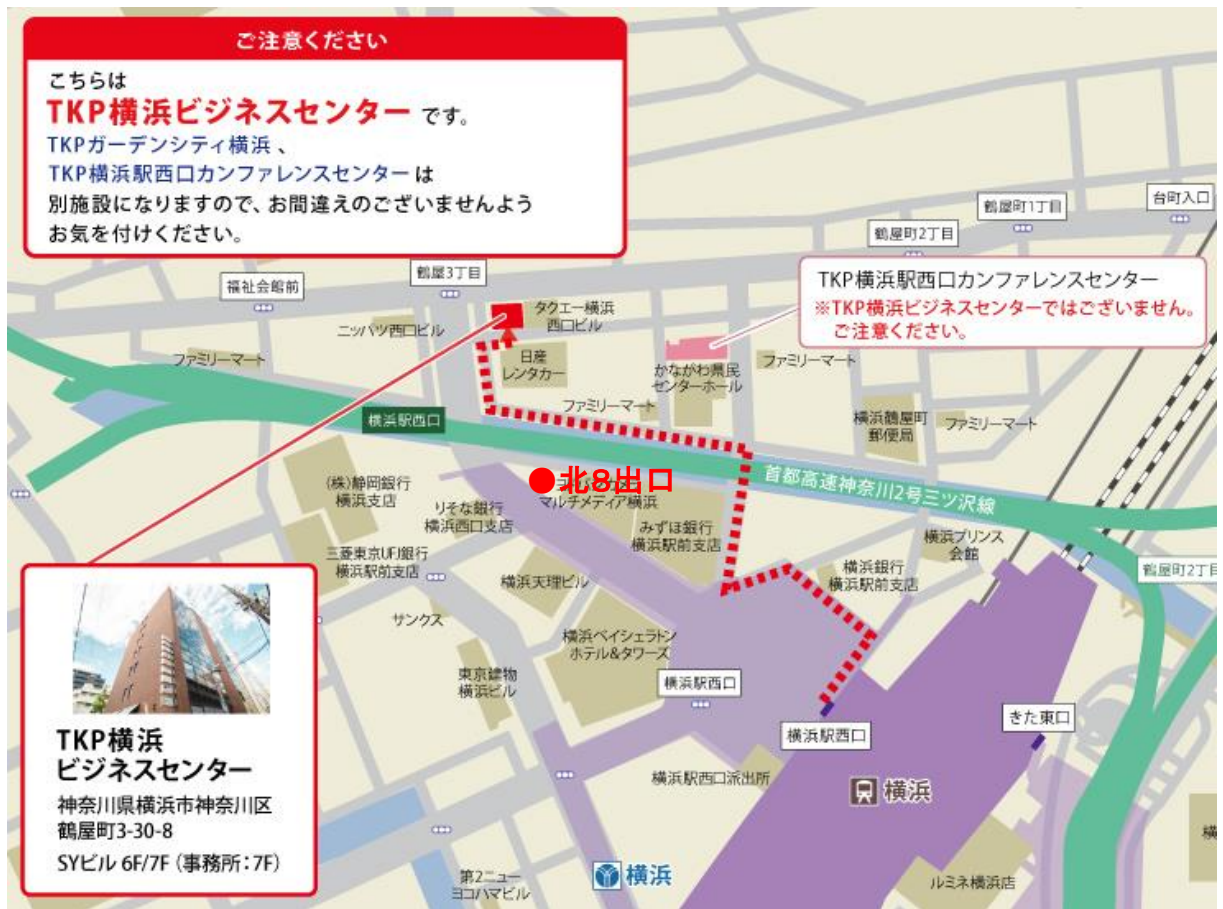 ご注意ください
こちらは
TKP横浜ビジネスセンター です。
TKPガーデンシティ横浜 、
TKP横浜駅西口カンファレンスセンター は
別施設になりますので、お間違えのございませんよう
お気を付けください。
台町入口
鶴屋町1丁目
鶴屋町2丁目
鶴屋3丁目
福祉会館前
TKP横浜駅西口カンファレンスセンター
※TKP横浜ビジネスセンターではございません。
ご注意ください。
タクエー横浜
西口ビル
ニッパツ西口ビル
ファミリーマート
日産
レンタカー
かながわ県民
センターホール
ファミリーマート
ファミリーマート
横浜駅西口
横浜鶴屋町
郵便局
ファミリーマート
首都高速神奈川2号三ツ沢線
●北8出口
マルチメディア横浜
(株)静岡銀行
横浜支店
りそな銀行
横浜西口支店
みずほ銀行
横浜駅前支店
三菱東京UFJ銀行
横浜駅前支店
横浜天理ビル
横浜銀行
横浜駅前支店
横浜プリンス
会館
鶴屋町2丁目
サンクス
横浜ベイシェラトン
ホテル&タワーズ
東京建物
横浜ビル
横浜駅西口
横浜駅西口
きた東口
横浜駅西口派出所
横浜
TKP横浜
ビジネスセンター
神奈川県横浜市神奈川区
鶴屋町3-30-8
SYビル 6F/7F (事務所:7F)
横浜
第2ニュー
ヨコハマビル
ルミネ横浜店
横